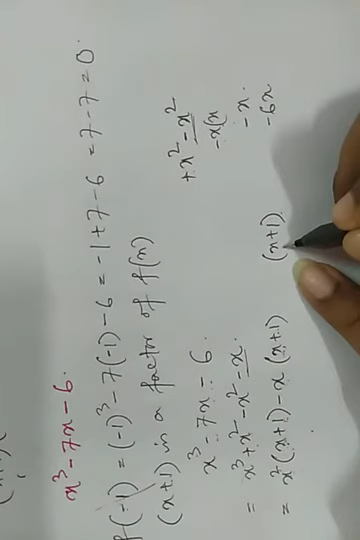 x³ - 7x - 6.
f(-1) = (-1)³ - 7(-1) - 6 = -1 + 7 - 6 = 7 - 7 = 0.
(x+1) is a factor of f(x)
x³ - 7x - 6.
+x² - x²
= x³ + x² - x² - x.
-x(x
- x.
- 6x
= x²(x+1) - x(x+1) (x+1)